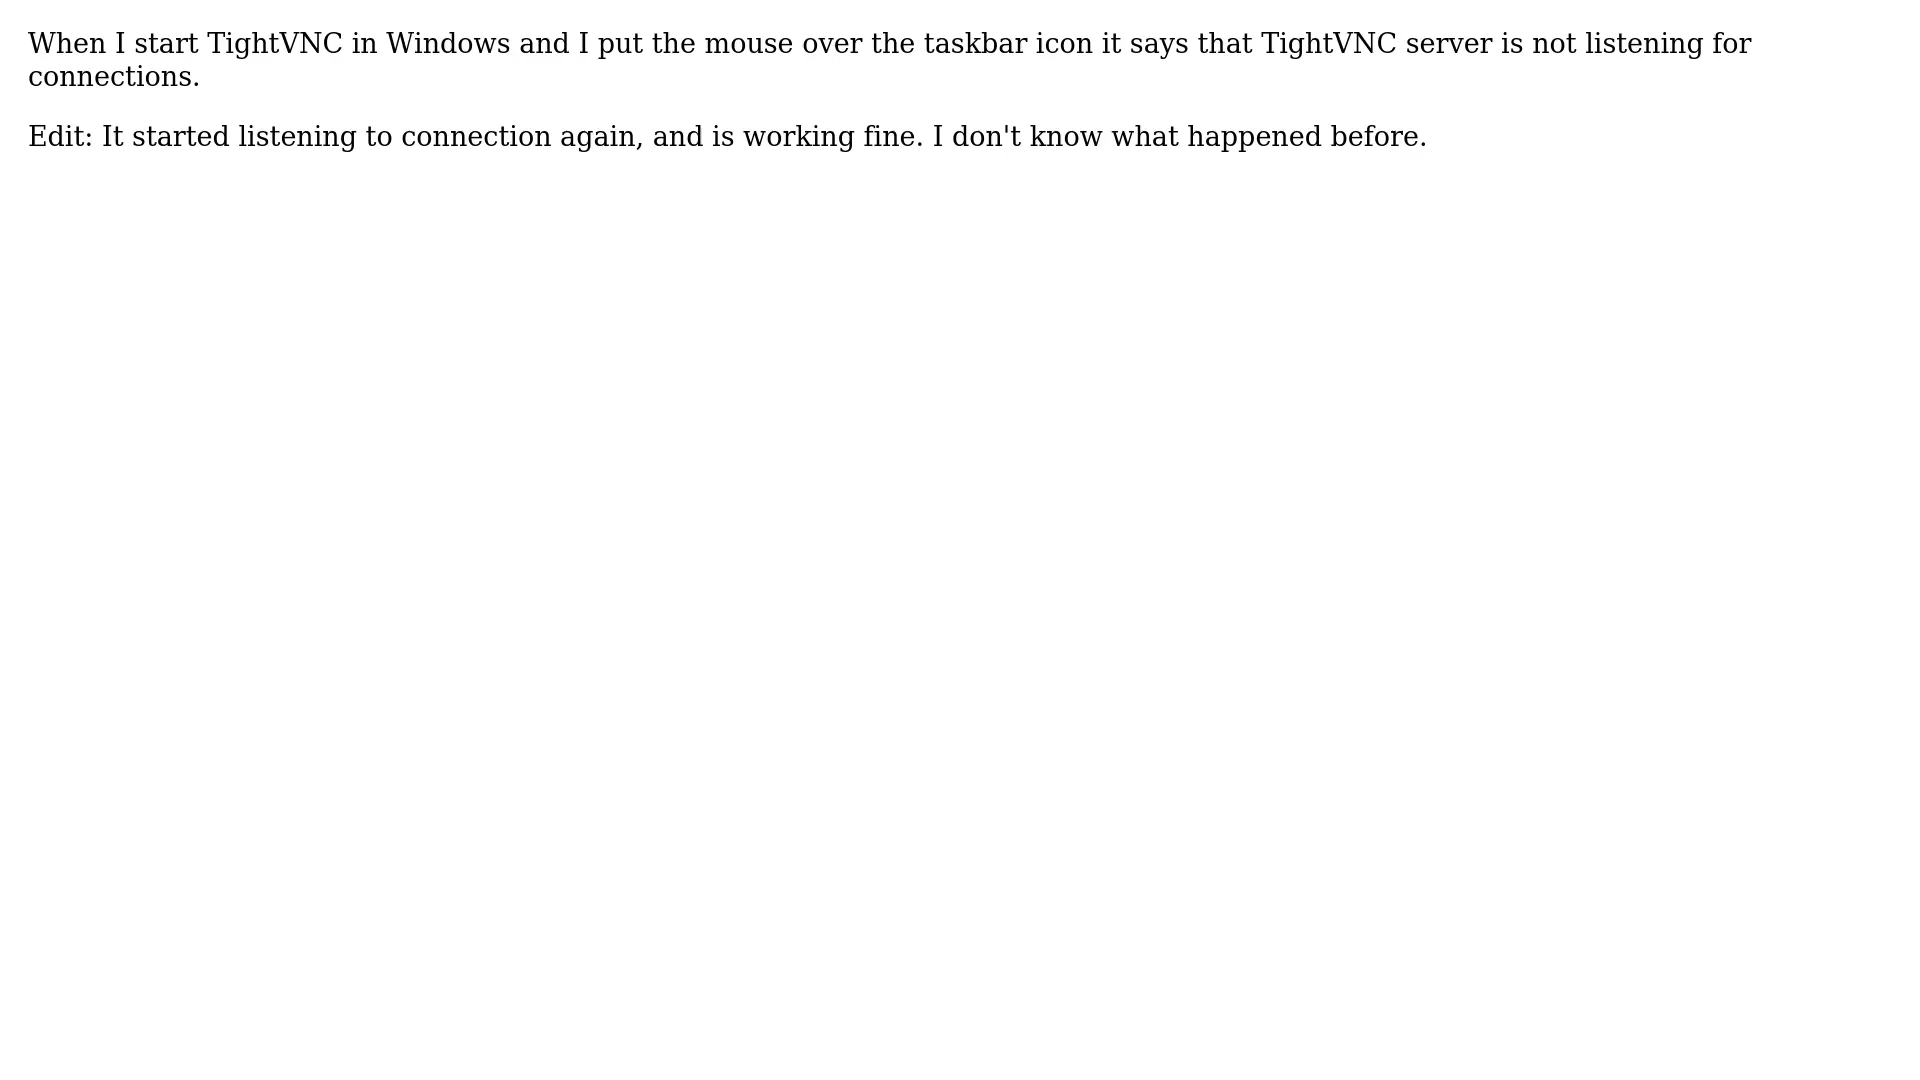 When I start TightVNC in Windows and I put the mouse over the taskbar icon it says that TightVNC server is not listening for
connections.
Edit: It started listening to connection again, and is working fine. I don't know what happened before.